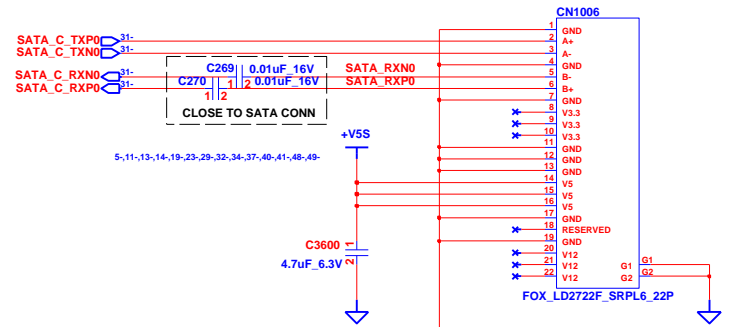 CN1006
SATA_C_TXP0 31- 1 GND
SATA_C_TXN0 31- 2 A+
3 A-
SATA_C_RXN0 31- C269 0.01uF_16V SATA_RXN0 4 GND
5 B-
SATA_C_RXP0 31- C270 1 2 0.01uF_16V SATA_RXP0 6 B+
1 2 7 GND
CLOSE TO SATA CONN 8 V3.3
9 V3.3
+V5S 10 V3.3
11 GND
5-,11-,13-,14-,19-,23-,29-,32-,34-,37-,40-,41-,48-,49- 12 GND
13 GND
14 V5
15 V5
16 V5
17 GND
18 RESERVED
C3600 1 19 GND
20 V12
4.7uF_6.3V 2 21 V12 G1 G1
22 V12 G2 G2
FOX_LD2722F_SRPL6_22P